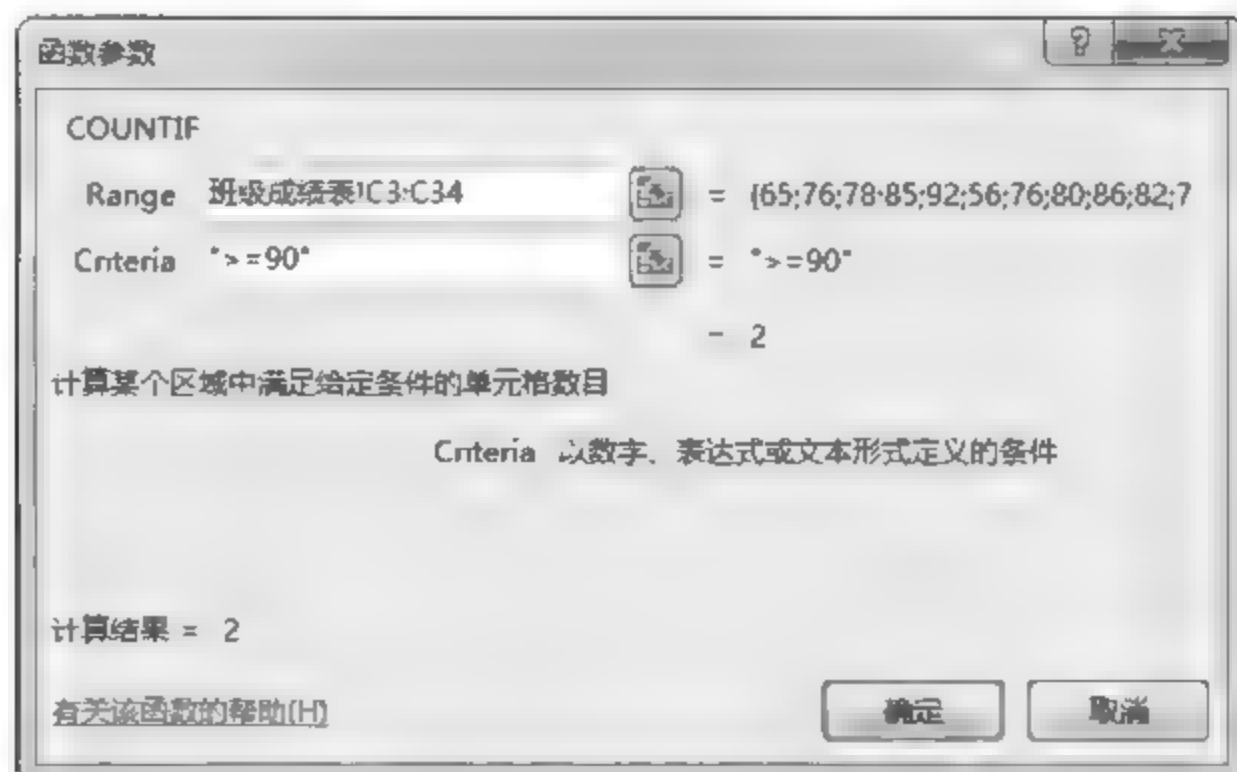 函数参数
COUNTIF
Range 班级成绩表!C3:C34 = {65;76;78;85;92;56;76;80;86;82;7
Criteria ">=90" = ">=90"
= 2
计算某个区域中满足给定条件的单元格数目
Criteria 以数字、表达式或文本形式定义的条件
计算结果 = 2
有关该函数的帮助(H)
确定 取消